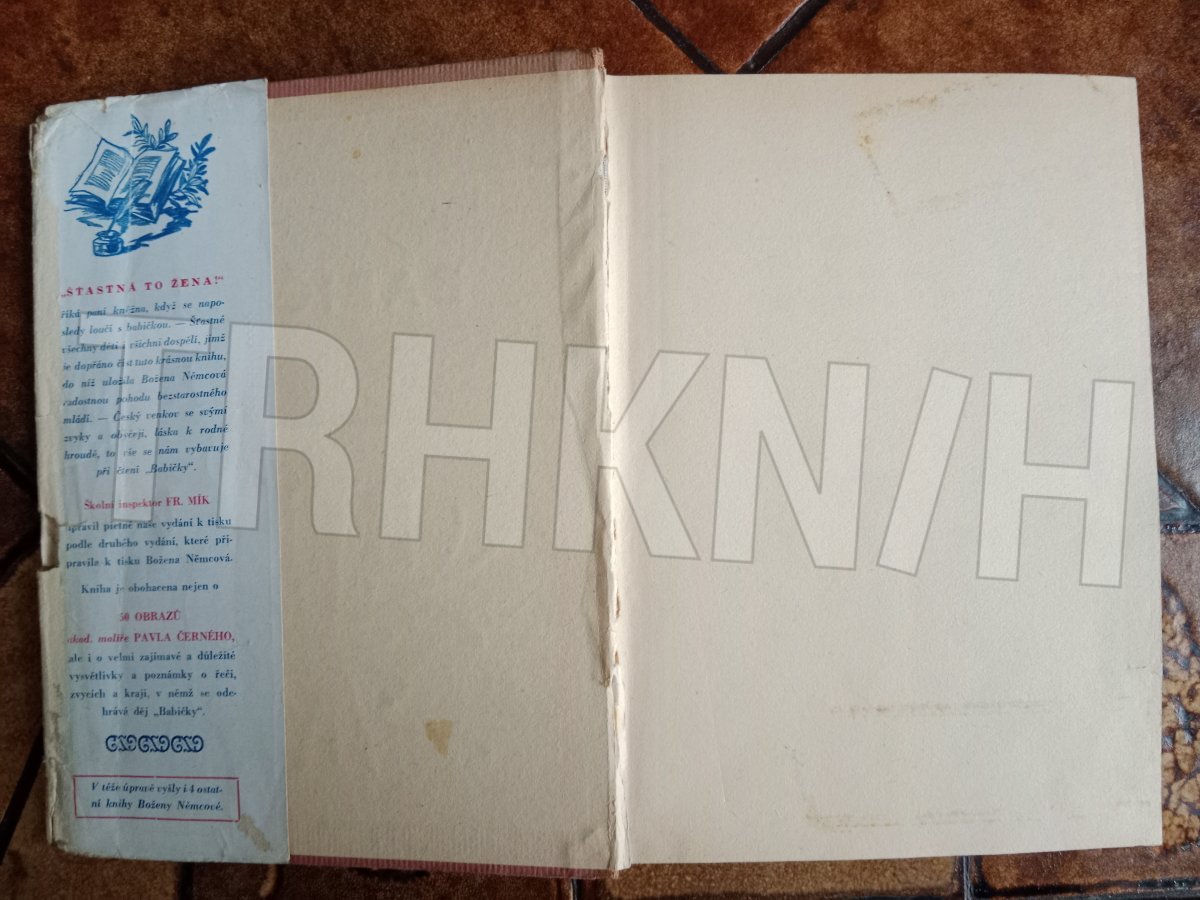 „ŠŤASTNÁ TO ŽENA!“
říká paní kněžna, když se napo-
sledy loučí s babičkou. — Šťastné
všechny děti i všichni dospělí, jimž
je dopřáno číst tuto krásnou knihu,
do níž uložila Božena Němcová
radostnou pohodu bezstarostného
mládí. — Český venkov se svými
zvyky a obyčeji, láska k rodné
hroudě, to vše se nám vybavuje
při čtení „Babičky“.
Školní inspektor FR. MÍK
upravil pietně naše vydání k tisku
podle druhého vydání, které při-
pravila k tisku Božena Němcová.
Kniha je obohacena nejen o
50 OBRAZŮ
akad. malíře PAVLA ČERNÉHO,
ale i o velmi zajímavé a důležité
vysvětlivky a poznámky o řeči,
zvycích a kraji, v němž se ode-
hrává děj „Babičky“.
V téže úpravě vyšly i 4 ostat-
ní knihy Boženy Němcové.
TRHKN/H